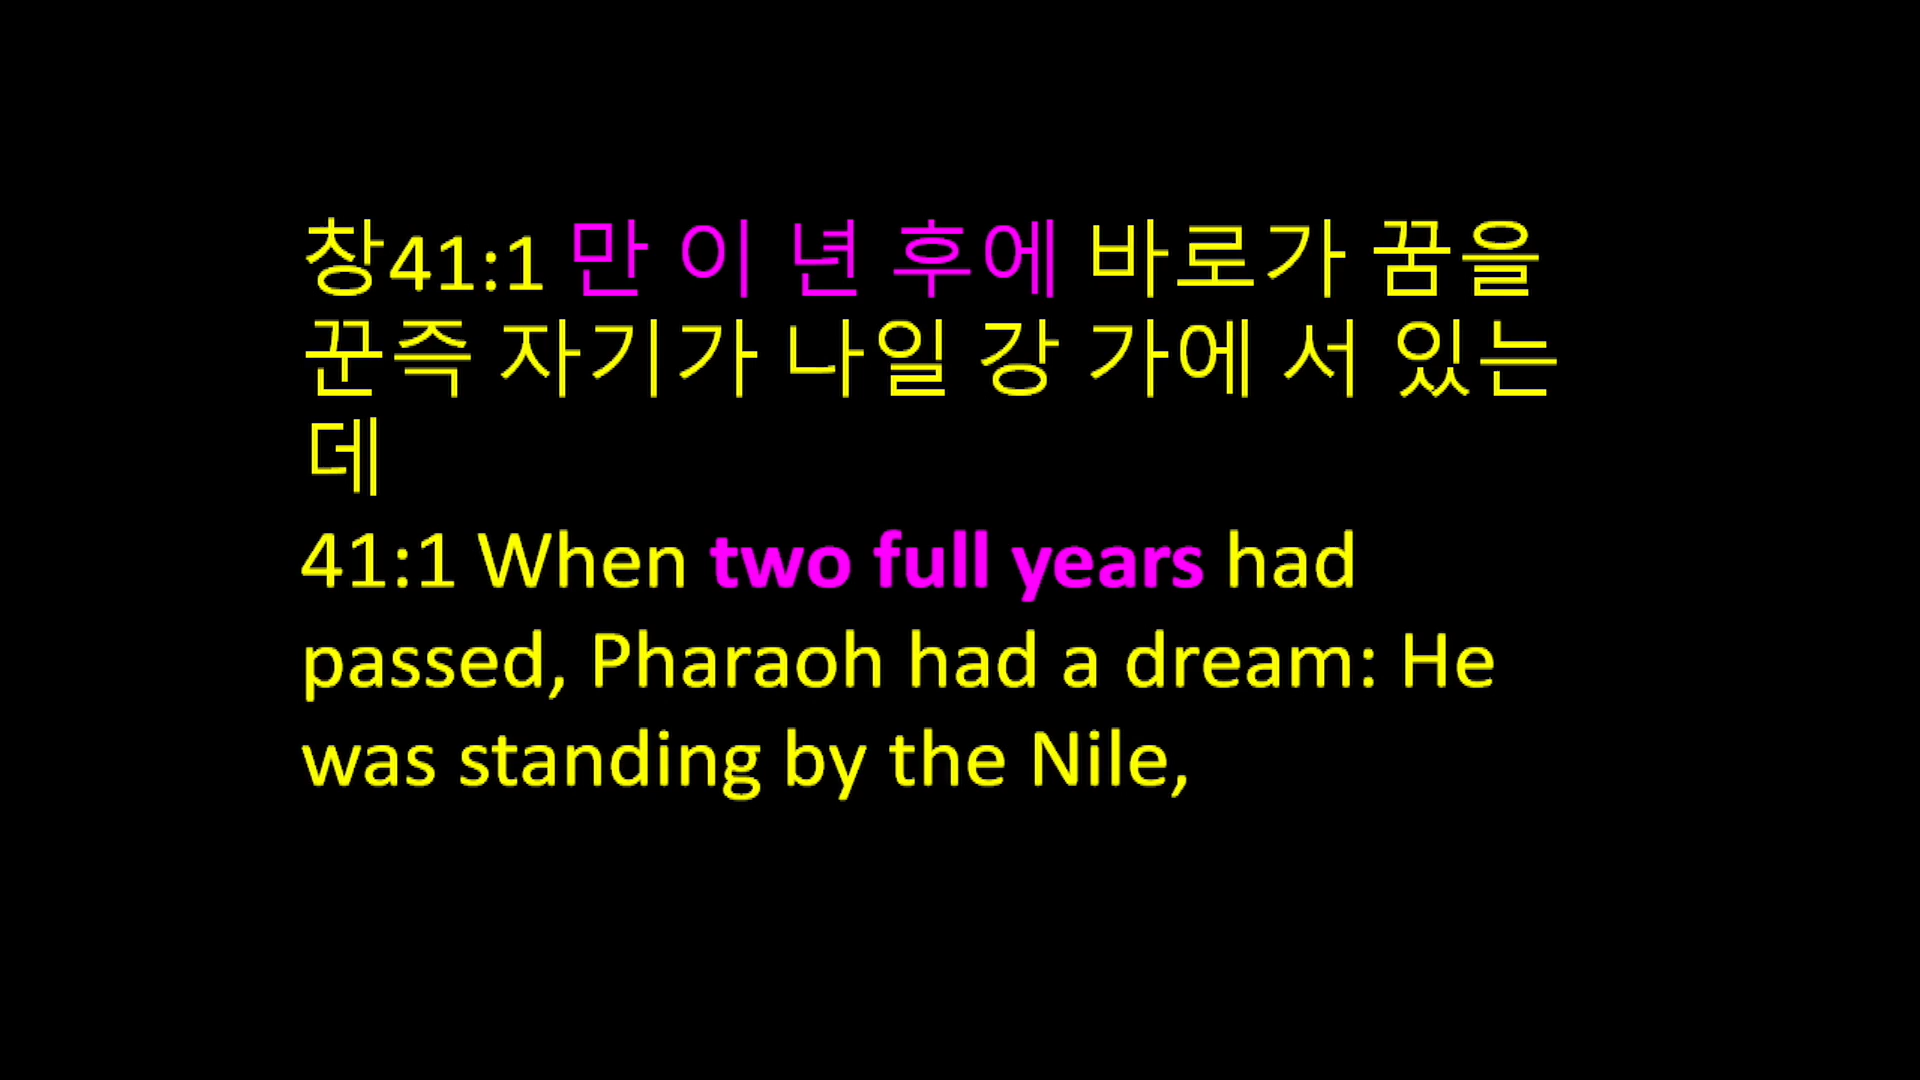 창41:1 만 이 년 후에 바로가 꿈을
꾼즉 자기가 나일 강 가에 서 있는
데
41:1 When two full years had
passed, Pharaoh had a dream: He
was standing by the Nile,